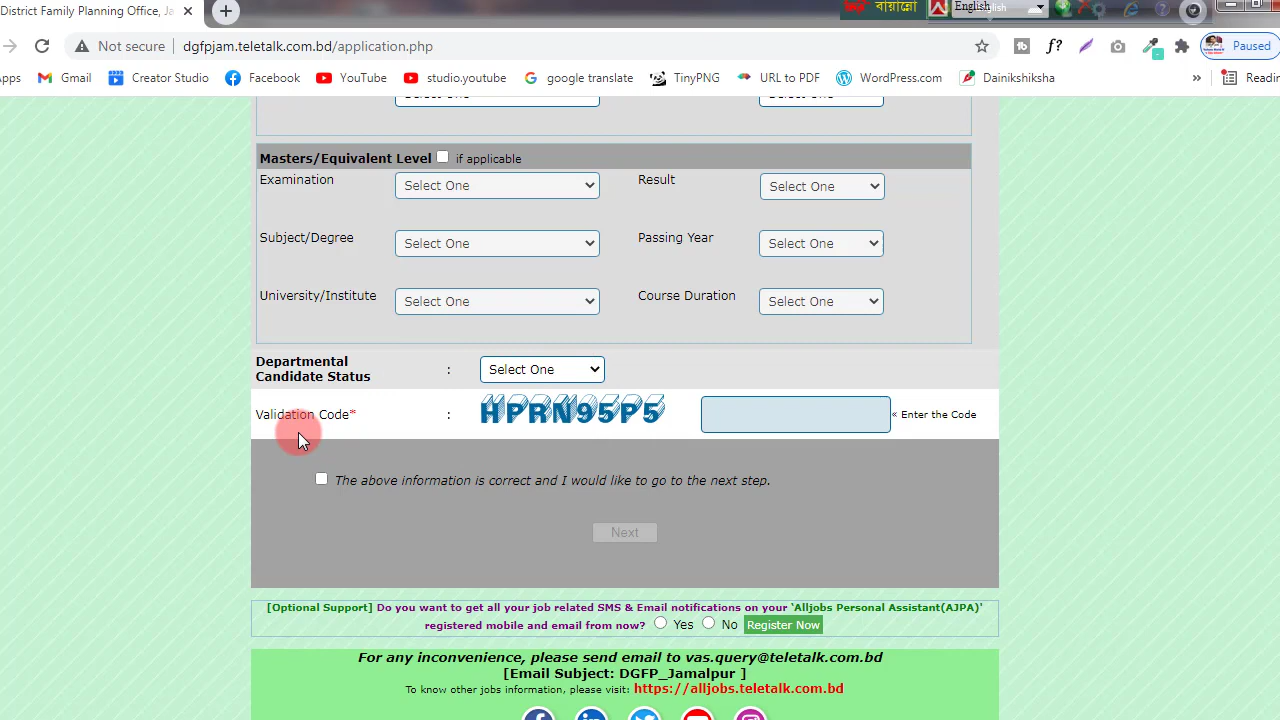 District Family Planning Office, Ja
বায়ান্নো English
Not secure dgfpjam.teletalk.com.bd/application.php f? Paused
Apps Gmail Creator Studio Facebook YouTube studio.youtube google translate TinyPNG URL to PDF WordPress.com Dainikshiksha » Readin
Select One Select One
Masters/Equivalent Level if applicable
Examination Select One Result Select One
Subject/Degree Select One Passing Year Select One
University/Institute Select One Course Duration Select One
Departmental
Candidate Status : Select One
Validation Code* : HPRN95P5 « Enter the Code
The above information is correct and I would like to go to the next step.
Next
[Optional Support] Do you want to get all your job related SMS & Email notifications on your `Alljobs Personal Assistant(AJPA)'
registered mobile and email from now? Yes No Register Now
For any inconvenience, please send email to vas.query@teletalk.com.bd
[Email Subject: DGFP_Jamalpur ]
To know other jobs information, please visit: https://alljobs.teletalk.com.bd